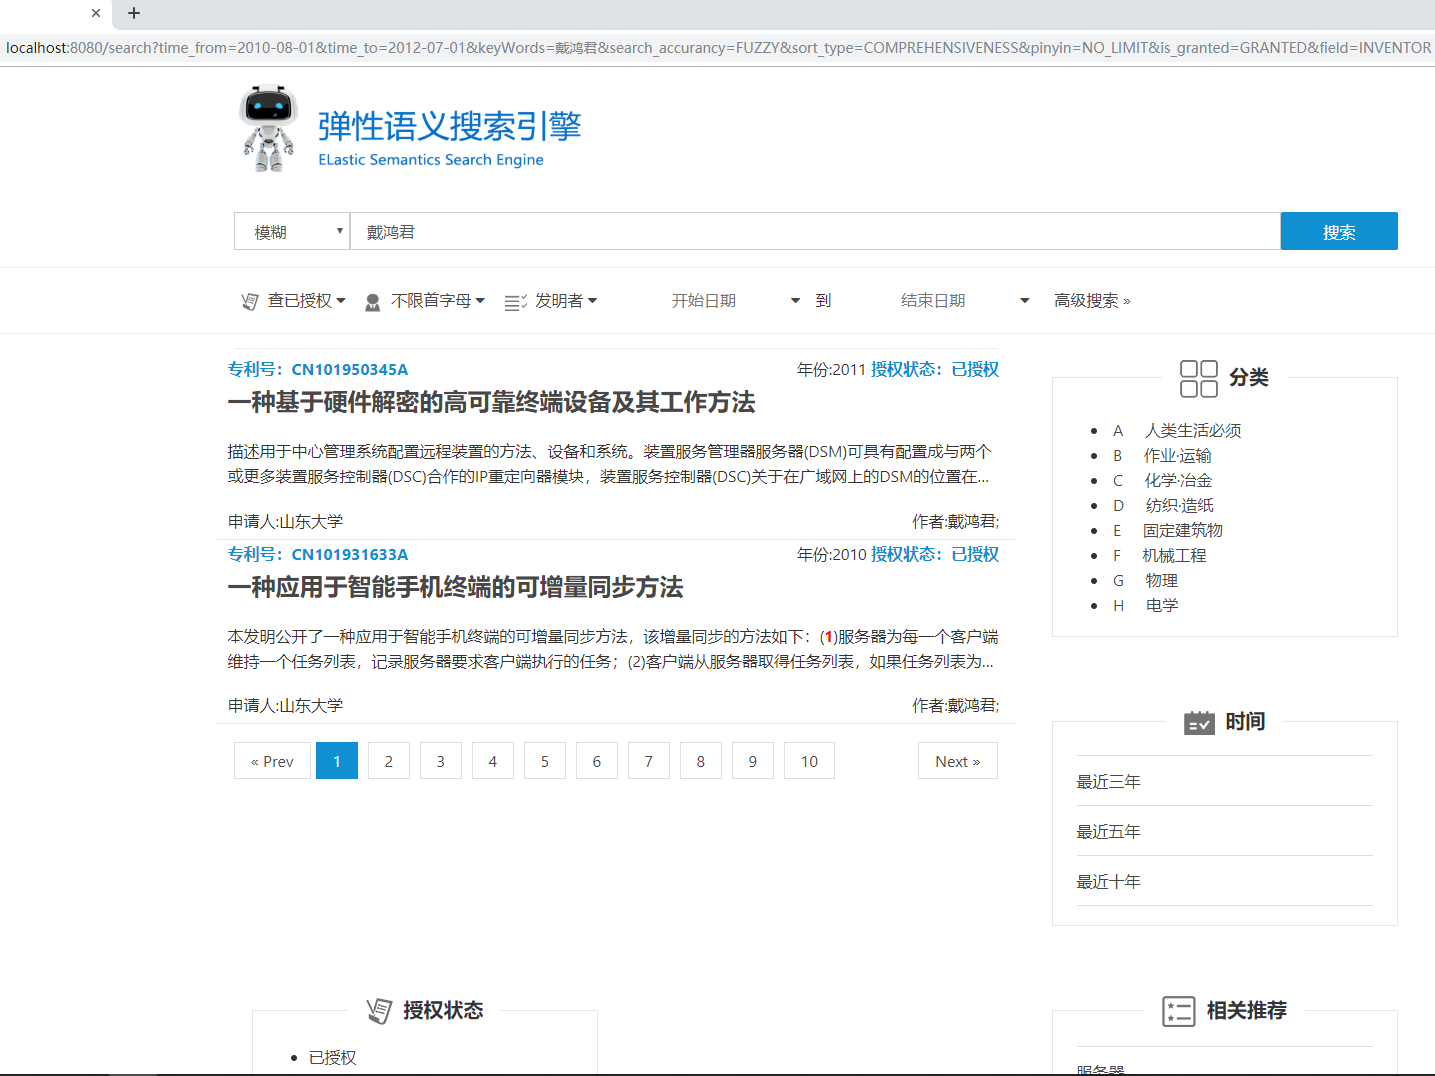 localhost:8080/search?time_from=2010-08-01&time_to=2012-07-01&keyWords=戴鸿君&search_accurancy=FUZZY&sort_type=COMPREHENSIVENESS&pinyin=NO_LIMIT&is_granted=GRANTED&field=INVENTOR
弹性语义搜索引擎
ELastic Semantics Search Engine
模糊 戴鸿君 搜索
查已授权 不限首字母 发明者 开始日期 到 结束日期 高级搜索 »
专利号：CN101950345A 年份:2011 授权状态：已授权
一种基于硬件解密的高可靠终端设备及其工作方法
描述用于中心管理系统配置远程装置的方法、设备和系统。装置服务管理器服务器(DSM)可具有配置成与两个
或更多装置服务控制器(DSC)合作的IP重定向器模块，装置服务控制器(DSC)关于在广域网上的DSM的位置在...
申请人:山东大学 作者:戴鸿君;
专利号：CN101931633A 年份:2010 授权状态：已授权
一种应用于智能手机终端的可增量同步方法
本发明公开了一种应用于智能手机终端的可增量同步方法，该增量同步的方法如下：(1)服务器为每一个客户端
维持一个任务列表，记录服务器要求客户端执行的任务；(2)客户端从服务器取得任务列表，如果任务列表为...
申请人:山东大学 作者:戴鸿君;
« Prev 1 2 3 4 5 6 7 8 9 10 Next »
分类
A 人类生活必须
B 作业·运输
C 化学·冶金
D 纺织·造纸
E 固定建筑物
F 机械工程
G 物理
H 电学
时间
最近三年
最近五年
最近十年
授权状态
已授权
相关推荐
服务器